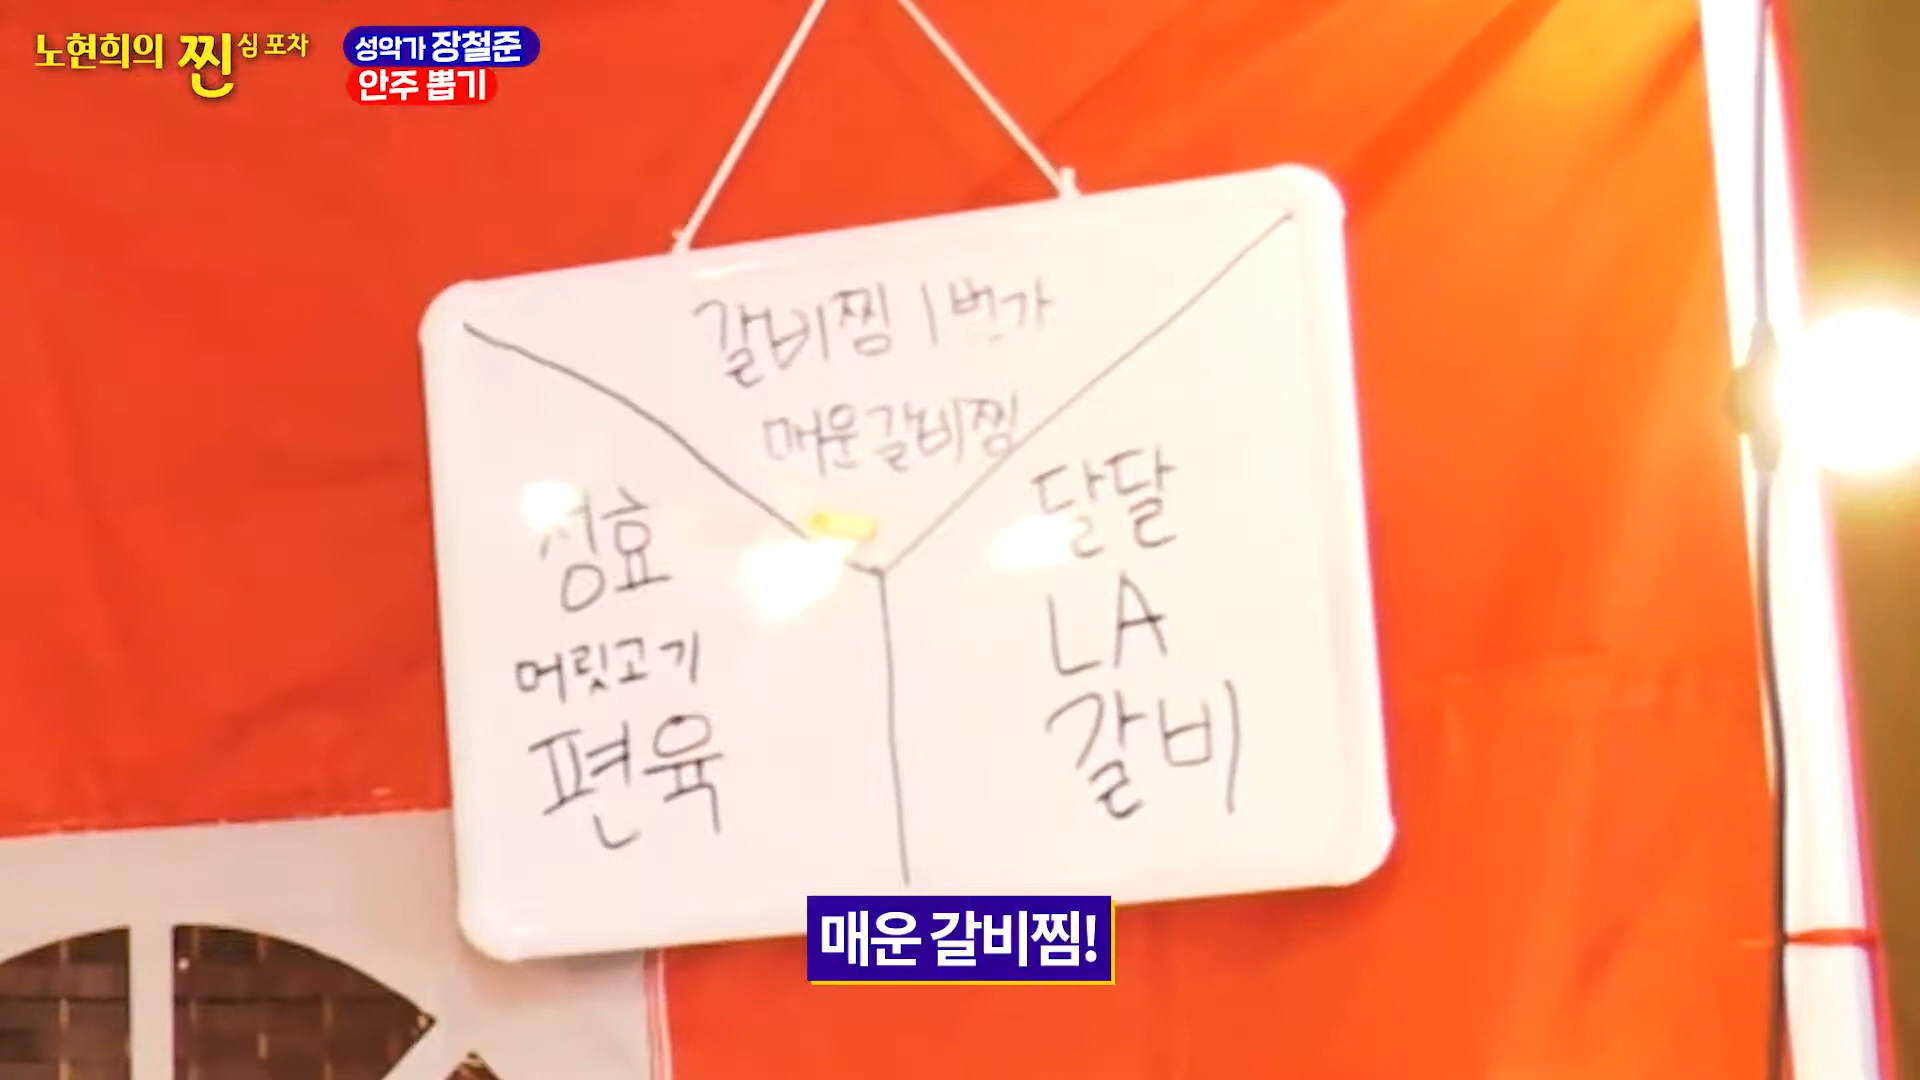 노현희의 찐심 포차
성악가 장철준
안주 뽑기
갈비찜 1번가
매운갈비찜
성효
머릿고기
편육
달달
LA
갈비
매운 갈비찜!